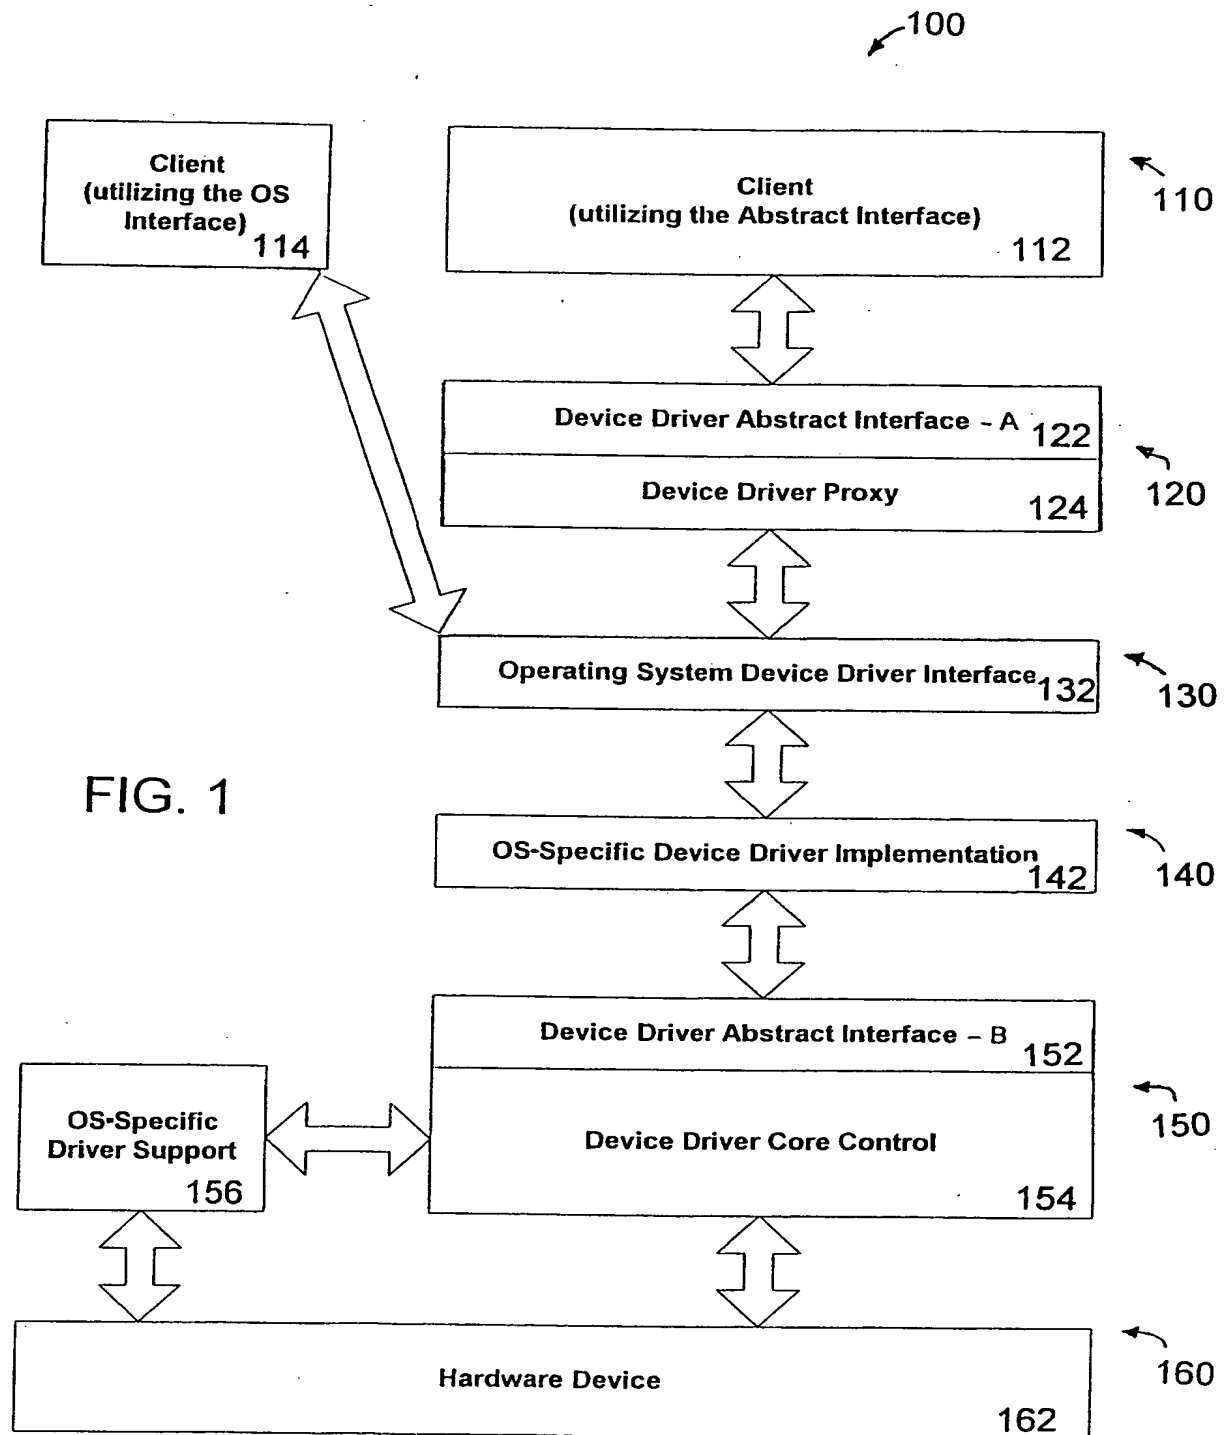 100
Client
(utilizing the OS
Interface)
114
Client
(utilizing the Abstract Interface)
112
110
Device Driver Abstract Interface - A
122
Device Driver Proxy
124
120
Operating System Device Driver Interface
132
130
FIG. 1
OS-Specific Device Driver Implementation
142
140
Device Driver Abstract Interface - B
152
OS-Specific
Driver Support
156
Device Driver Core Control
154
150
Hardware Device
162
160